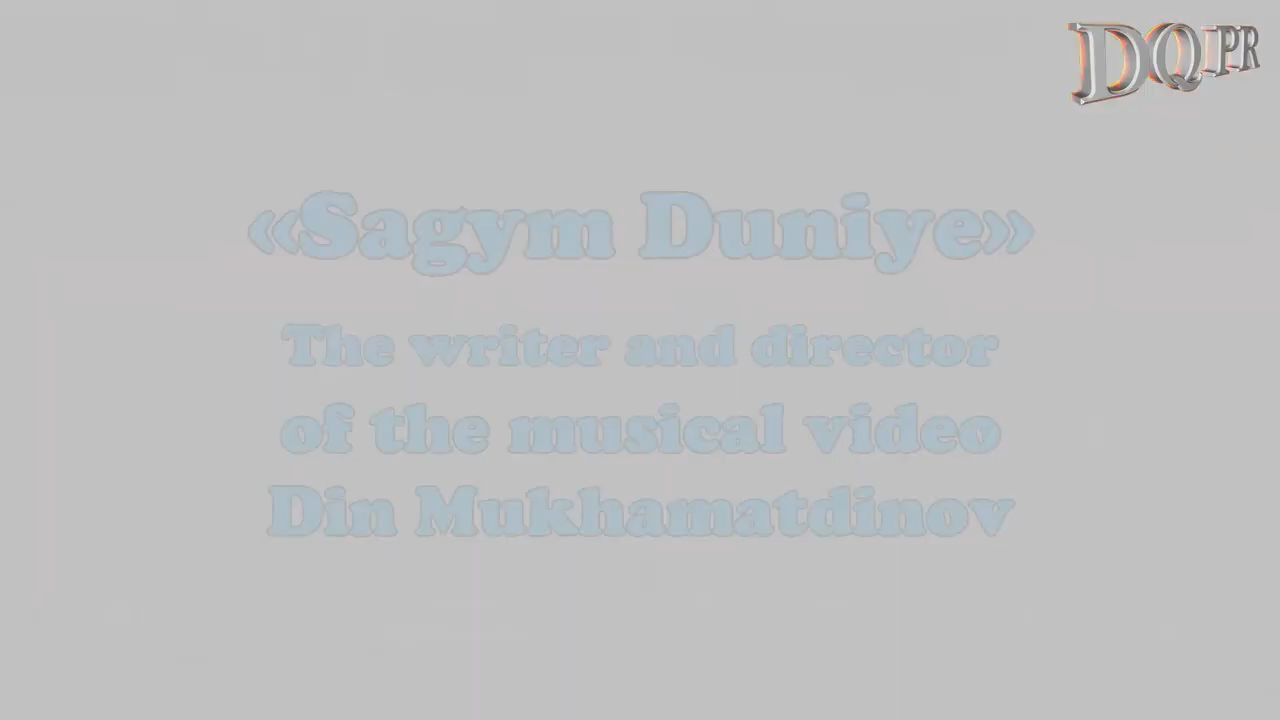 DQPR
«Sagym Duniye»
The writer and director
of the musical video
Din Mukhamatdinov